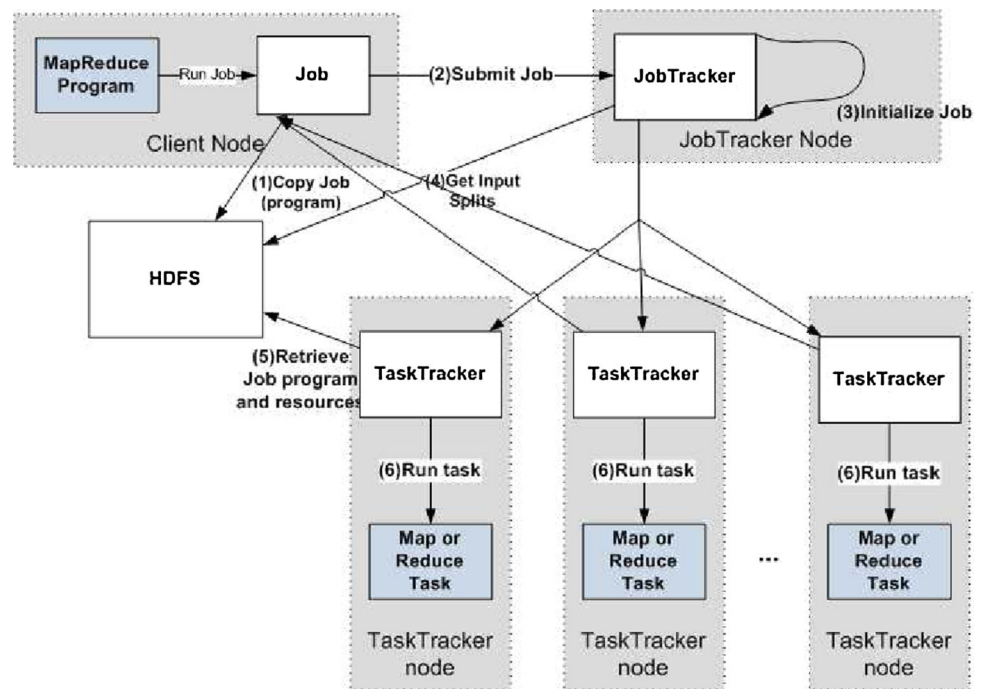 MapReduce
Program
Run Job
Job
(2)Submit Job
JobTracker
(3)Initialize Job
Client Node
JobTracker Node
(1)Copy Job
(program)
(4)Get Input
Splits
HDFS
(5)Retrieve
Job program
and resources
TaskTracker
TaskTracker
TaskTracker
(6)Run task
(6)Run task
(6)Run task
Map or
Reduce
Task
Map or
Reduce
Task
...
Map or
Reduce
Task
TaskTracker
node
TaskTracker
node
TaskTracker
node